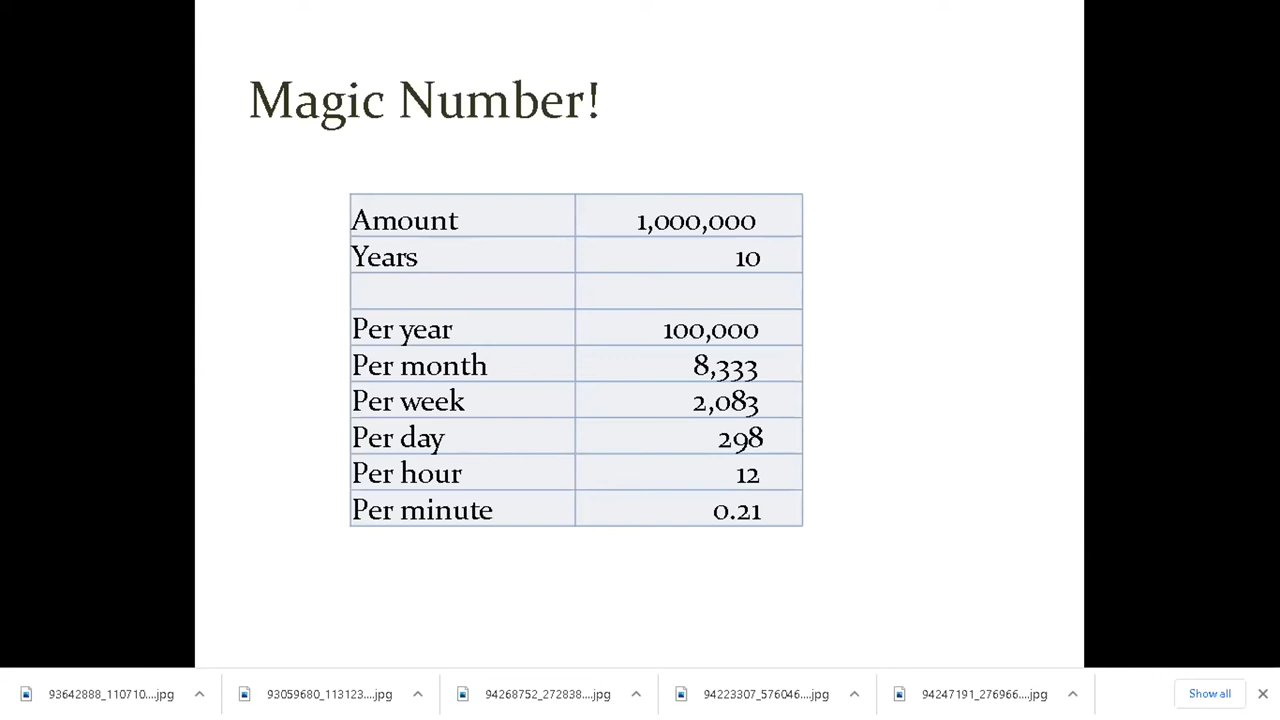 Magic Number!
Amount 1,000,000
Years 10
Per year 100,000
Per month 8,333
Per week 2,083
Per day 298
Per hour 12
Per minute 0.21
93642888_110710....jpg 93059680_113123....jpg 94268752_272838....jpg 94223307_576046....jpg 94247191_276966....jpg Show all